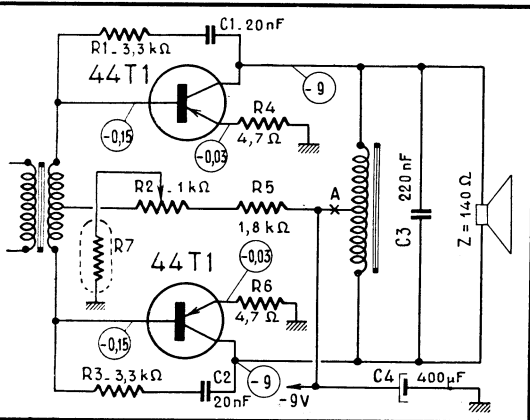 C1_20nF
R1_3,3kΩ
44T1
-9
R4
-0,15
-0,03
4,7Ω
A
R2_1kΩ
R5
1,8kΩ
220nF
C3
Z=140Ω
R7
44T1
-0,03
R6
4,7Ω
-0,15
R3_3,3kΩ
C2
20nF
-9
-9V
C4
400µF